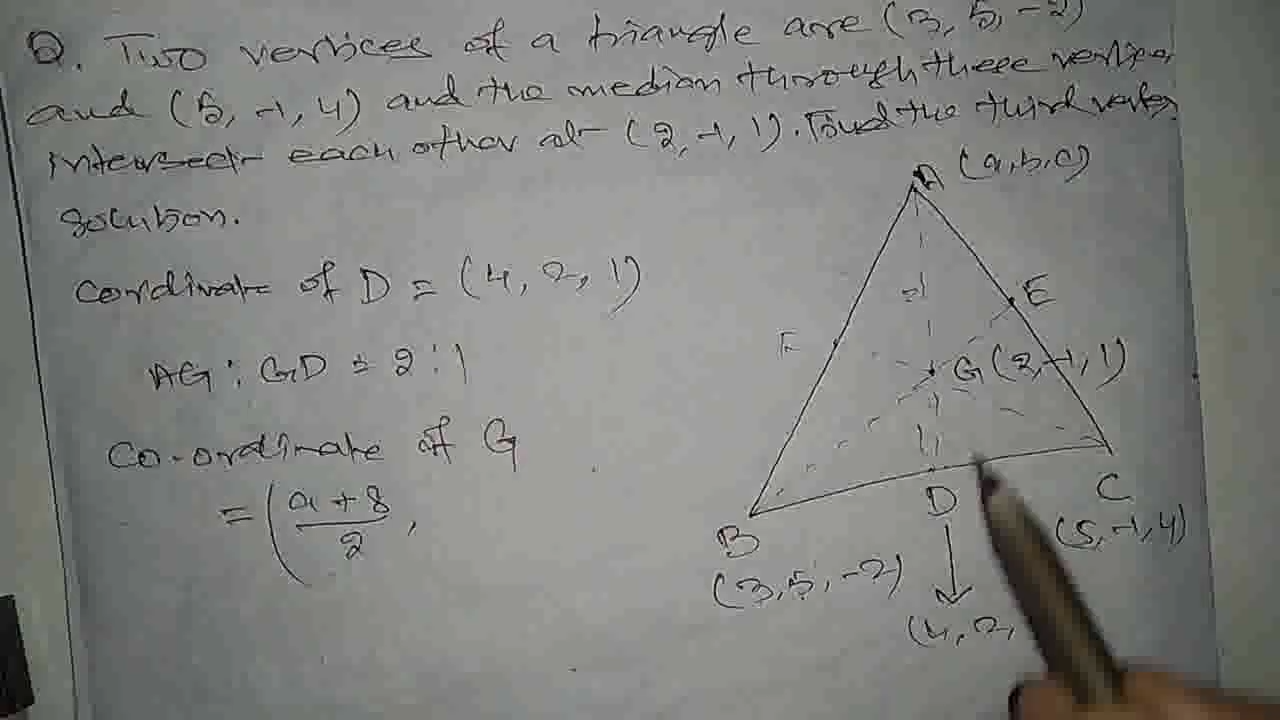 Q. Two vertices of a triangle are (3, 5, -2)
and (5, -1, 4) and the median through these vertices
intersect each other at (2, -1, 1). Find the third vertex
solution.
Cordinate of D = (4, 2, 1)
AG : GD = 2 : 1
Co-ordinate of G
= ( a + 8 / 2 ,
A (a, b, c)
E
2
F
G (2, -1, 1)
1
B
D
C
(5, -1, 4)
(3, 5, -2)
(4, 2,